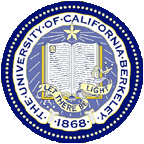 ·THE·UNIVERSITY·OF·CALIFORNIA·BERKELEY·
LET THERE BE LIGHT
·1868·